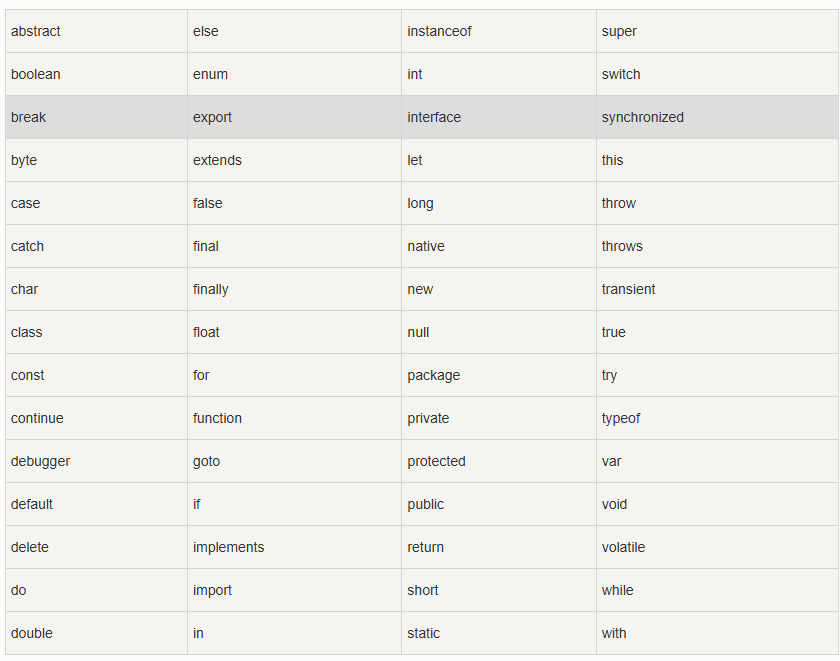 abstract else instanceof super
boolean enum int switch
break export interface synchronized
byte extends let this
case false long throw
catch final native throws
char finally new transient
class float null true
const for package try
continue function private typeof
debugger goto protected var
default if public void
delete implements return volatile
do import short while
double in static with